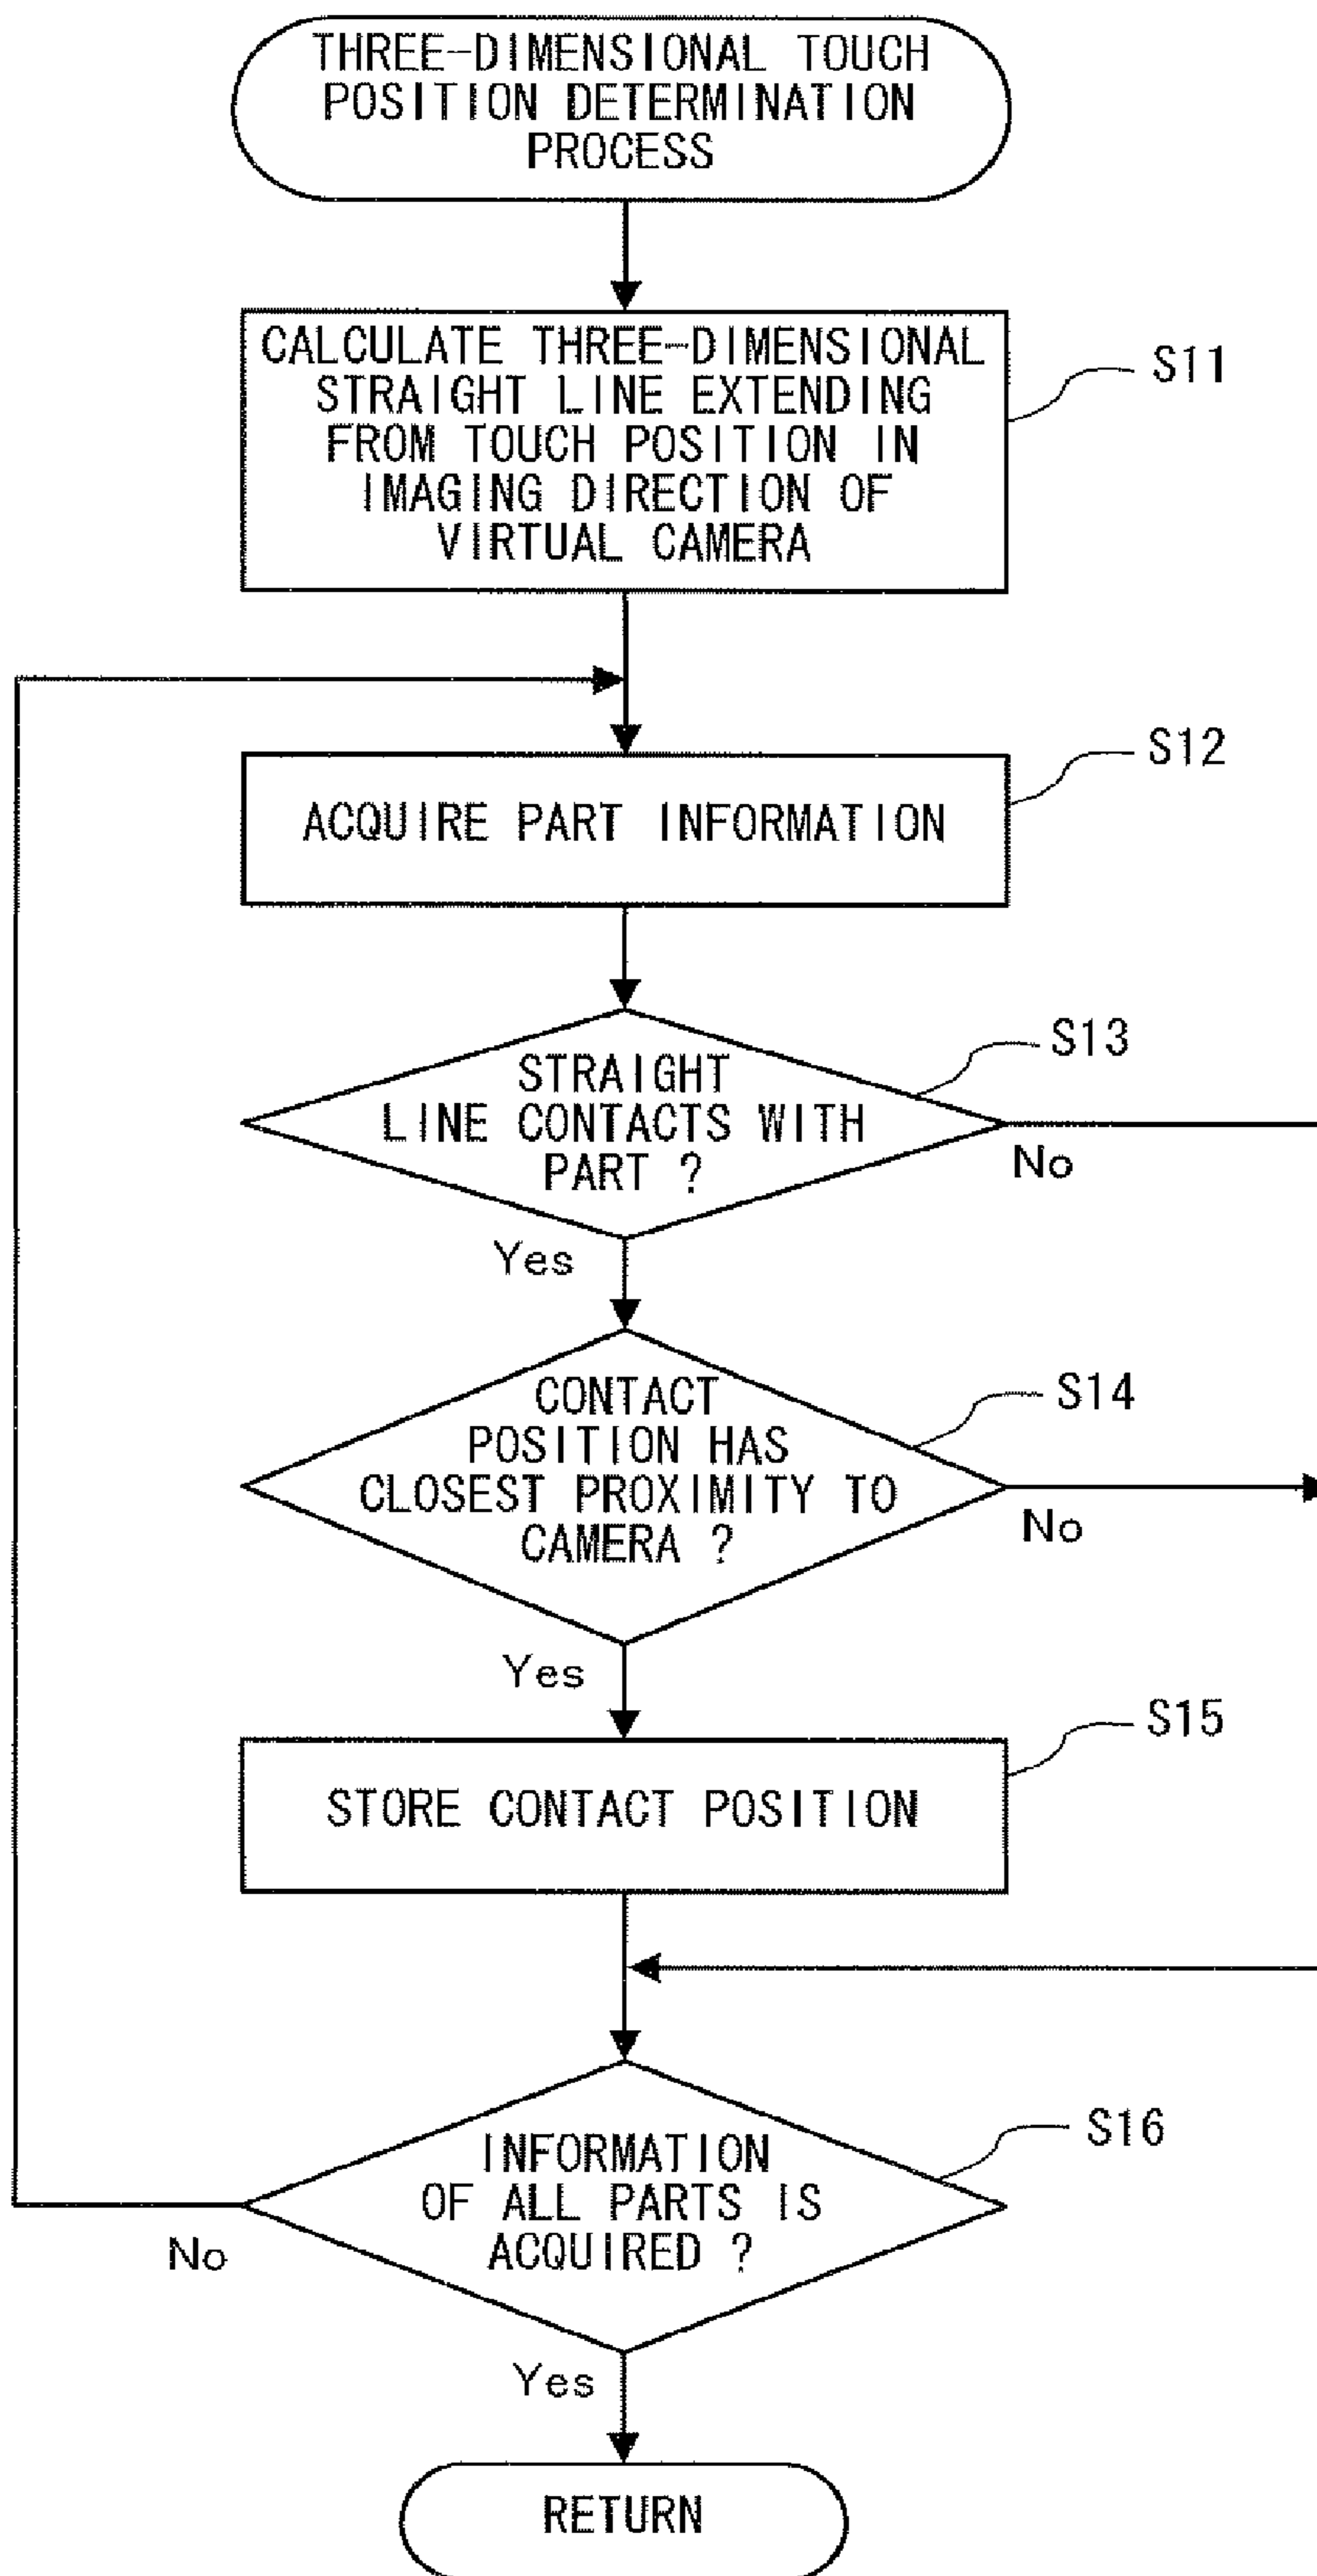 THREE-DIMENSIONAL TOUCH
POSITION DETERMINATION
PROCESS
CALCULATE THREE-DIMENSIONAL
STRAIGHT LINE EXTENDING
FROM TOUCH POSITION IN
IMAGING DIRECTION OF
VIRTUAL CAMERA
S11
ACQUIRE PART INFORMATION
S12
STRAIGHT
LINE CONTACTS WITH
PART ?
S13
No
Yes
CONTACT
POSITION HAS
CLOSEST PROXIMITY TO
CAMERA ?
S14
No
Yes
STORE CONTACT POSITION
S15
INFORMATION
OF ALL PARTS IS
ACQUIRED ?
S16
No
Yes
RETURN